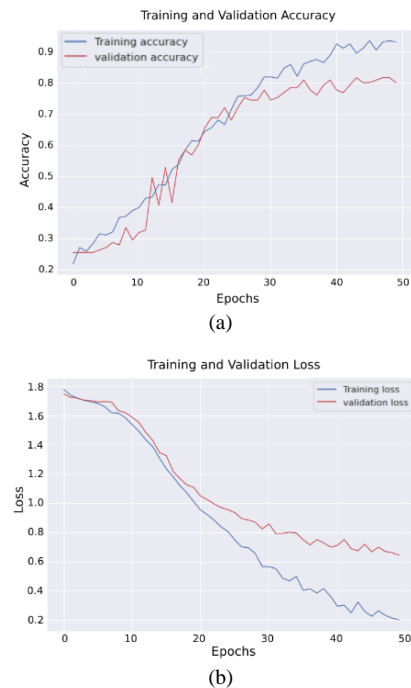 Training and Validation Accuracy
Training accuracy
validation accuracy
0.9
0.8
0.7
0.6
0.5
0.4
0.3
0.2
Accuracy
0 10 20 30 40 50
Epochs
(a)
Training and Validation Loss
Training loss
validation loss
1.8
1.6
1.4
1.2
1.0
0.8
0.6
0.4
0.2
Loss
0 10 20 30 40 50
Epochs
(b)